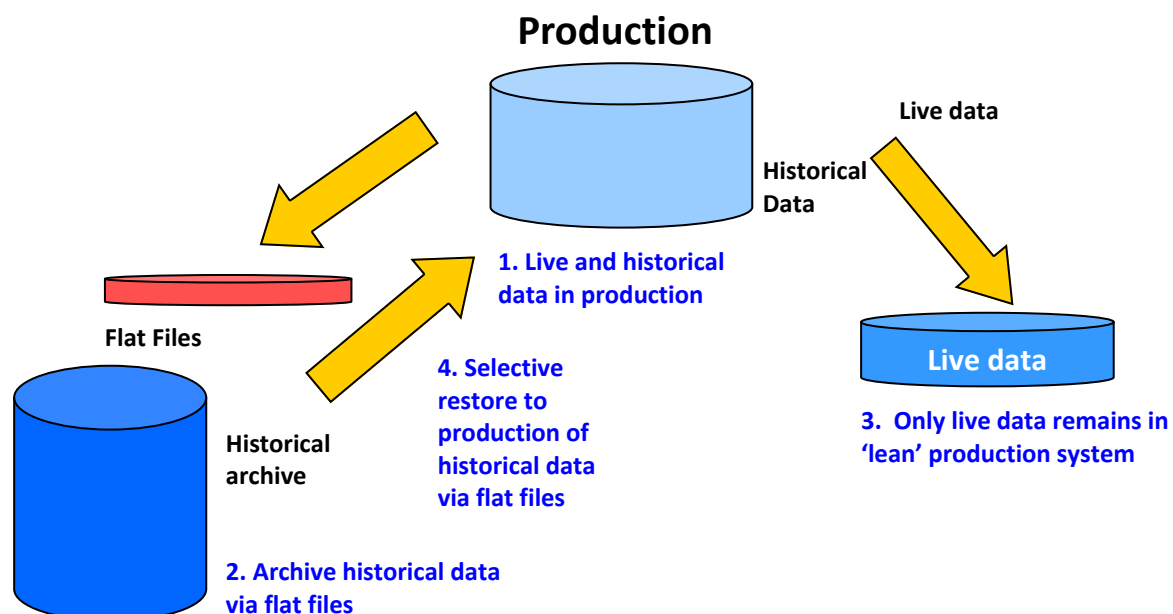 Production
Live data
Historical
Data
1. Live and historical
data in production
Flat Files
Live data
4. Selective
restore to
production of
historical data
via flat files
3.  Only live data remains in
‘lean’ production system
Historical
archive
2. Archive historical data
via flat files